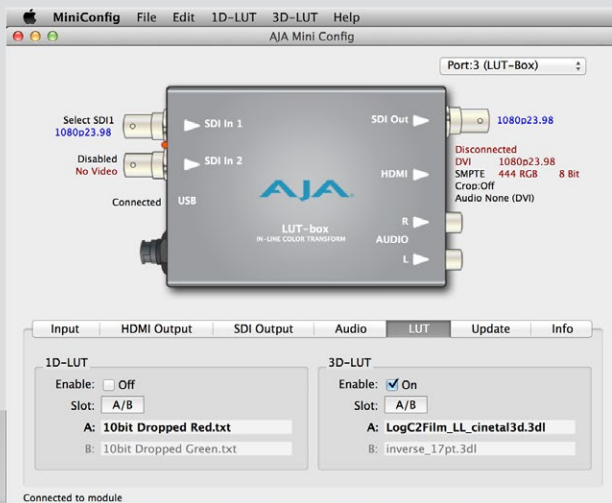 MiniConfig File Edit 1D-LUT 3D-LUT Help
AJA Mini Config
Port:3 (LUT-Box)
Select SDI1
1080p23.98
SDI In 1
SDI Out
1080p23.98
Disabled
No Video
SDI In 2
HDMI
Disconnected
DVI 1080p23.98
SMPTE 444 RGB 8 Bit
Crop:Off
Audio None (DVI)
Connected
USB
AJA
LUT-box
IN-LINE COLOR TRANSFORM
R
AUDIO
L
Input HDMI Output SDI Output Audio LUT Update Info
1D-LUT
Enable: Off
Slot: A/B
A: 10bit Dropped Red.txt
B: 10bit Dropped Green.txt
3D-LUT
Enable: On
Slot: A/B
A: LogC2Film_LL_cinetal3d.3dl
B: inverse_17pt.3dl
Connected to module